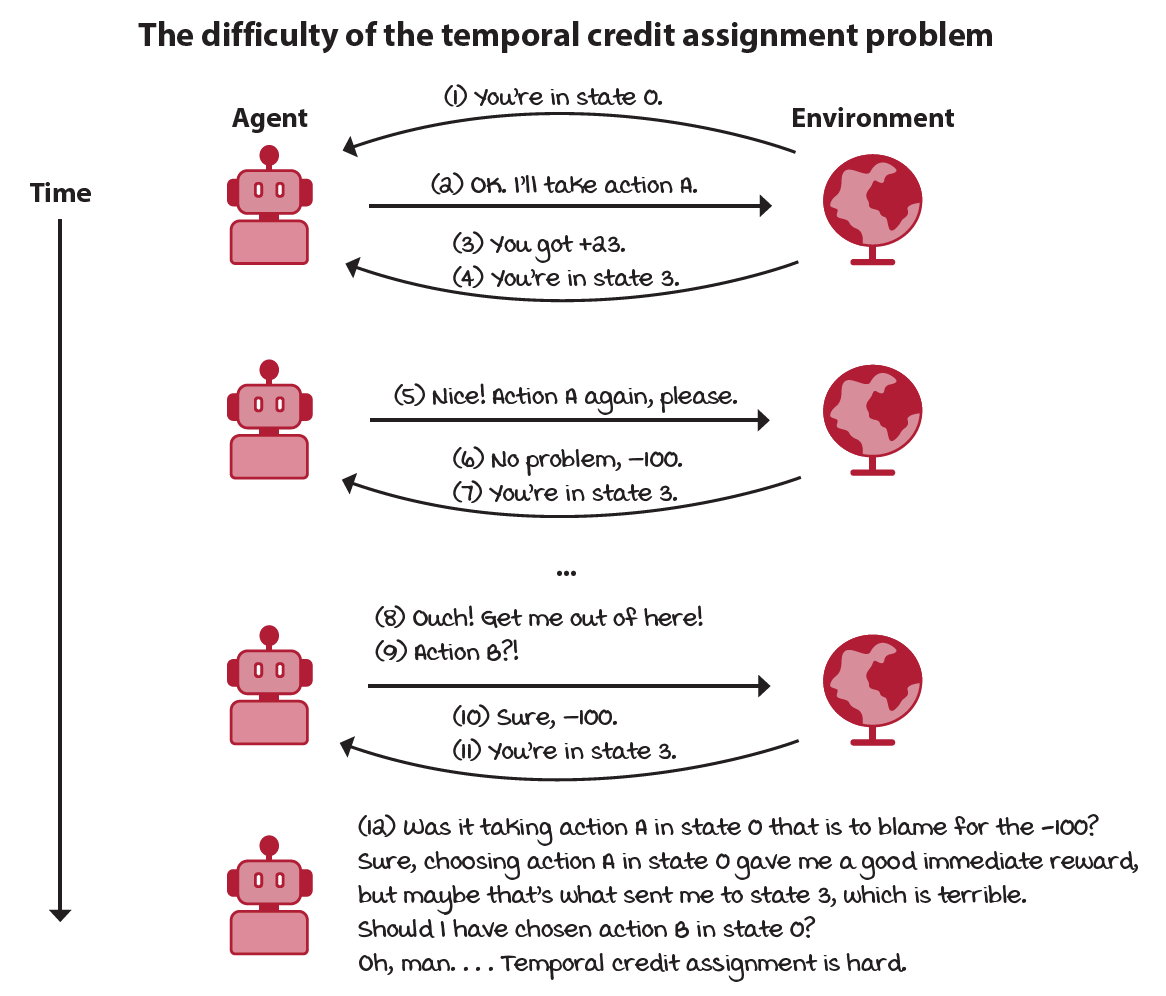 The difficulty of the temporal credit assignment problem
(1) You're in state 0.
Agent
Environment
Time
(2) OK. I'll take action A.
(3) You got +23.
(4) You're in state 3.
(5) Nice! Action A again, please.
(6) No problem, −100.
(7) You're in state 3.
...
(8) Ouch! Get me out of here!
(9) Action B?!
(10) Sure, −100.
(11) You're in state 3.
(12) Was it taking action A in state 0 that is to blame for the −100?
Sure, choosing action A in state 0 gave me a good immediate reward,
but maybe that's what sent me to state 3, which is terrible.
Should I have chosen action B in state 0?
Oh, man. . . . Temporal credit assignment is hard.